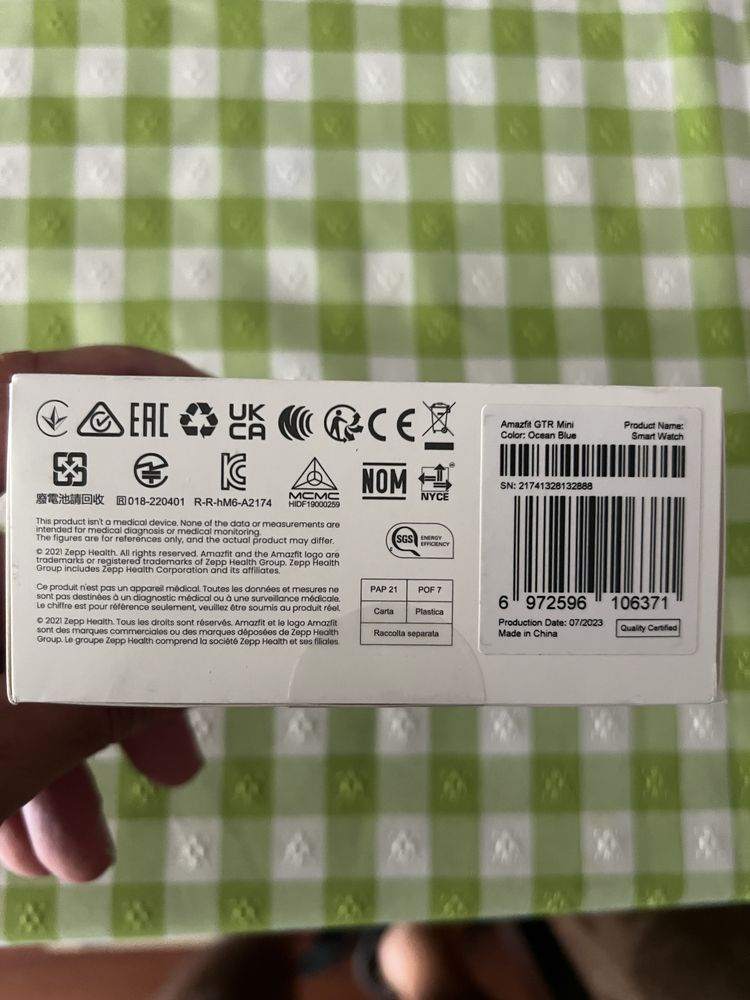 EAC
UK
CA
CE
廢電池請回收
R 018-220401
R-R-hM6-A2174
MCMC
HIDF19000259
NOM
NYCE
This product isn't a medical device. None of the data or measurements are
intended for medical diagnosis or medical monitoring.
The figures are for references only, and the actual product may differ.
© 2021 Zepp Health. All rights reserved. Amazfit and the Amazfit logo are
trademarks or registered trademarks of Zepp Health Group. Zepp Health
Group includes Zepp Health Corporation and its affiliates.
Ce produit n'est pas un appareil médical. Toutes les données et mesures ne
sont pas destinées à un diagnostic médical ou à une surveillance médicale.
Le chiffre est pour référence seulement, veuillez être soumis au produit réel.
© 2021 Zepp Health. Tous les droits sont réservés. Amazfit et le logo Amazfit
sont des marques commerciales ou des marques déposées de Zepp Health
Group. Le groupe Zepp Health comprend la société Zepp Health et ses filiales.
SGS ENERGY
EFFICIENCY
PAP 21 POF 7
Carta Plastica
Raccolta separata
Amazfit GTR Mini
Color: Ocean Blue
Product Name:
Smart Watch
SN: 21741328132888
6 972596 106371
Production Date: 07/2023
Made in China
Quality Certified